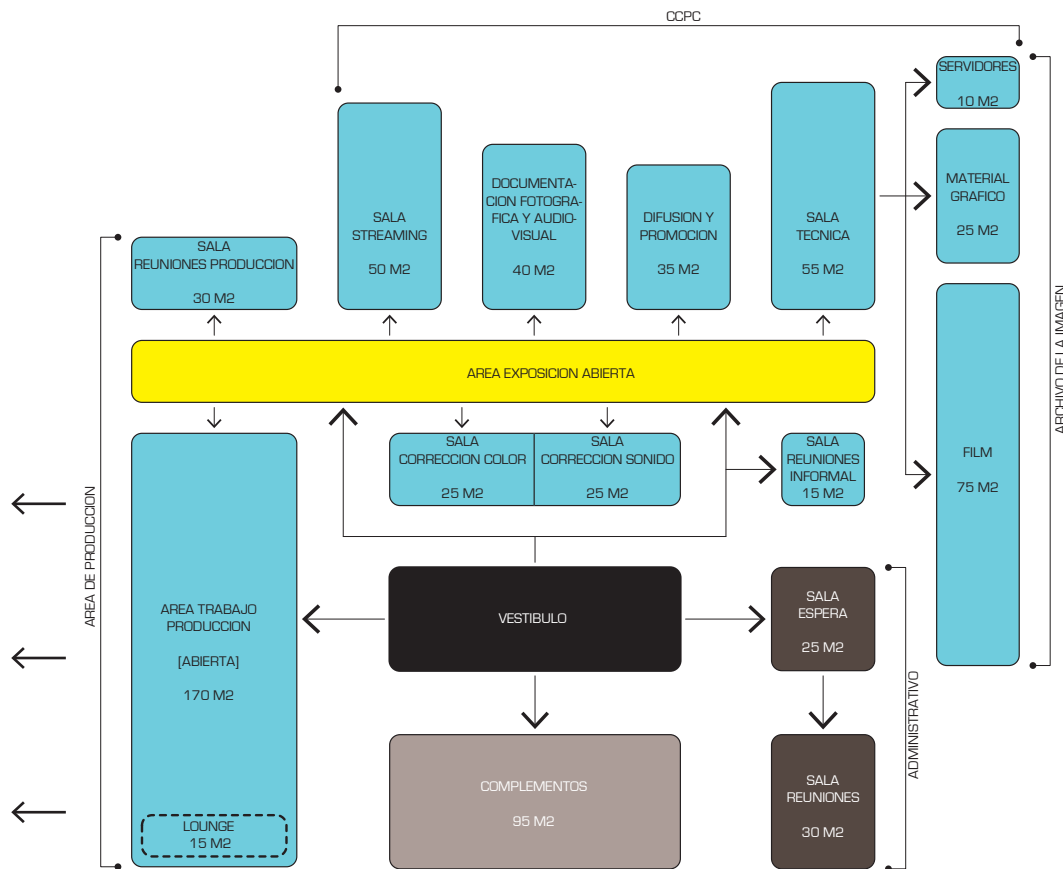 CCPC
SERVIDORES
10 M2
MATERIAL
GRAFICO
25 M2
FILM
75 M2
ARCHIVO DE LA IMAGEN
SALA
STREAMING
50 M2
DOCUMENTA-
CION FOTOGRA-
FICA Y AUDIO-
VISUAL
40 M2
DIFUSION Y
PROMOCION
35 M2
SALA
TECNICA
55 M2
SALA
REUNIONES PRODUCCION
30 M2
AREA EXPOSICION ABIERTA
SALA
CORRECCION COLOR
25 M2
SALA
CORRECCION SONIDO
25 M2
SALA
REUNIONES
INFORMAL
15 M2
AREA DE PRODUCCION
AREA TRABAJO
PRODUCCION
[ABIERTA]
170 M2
LOUNGE
15 M2
VESTIBULO
SALA
ESPERA
25 M2
ADMINISTRATIVO
COMPLEMENTOS
95 M2
SALA
REUNIONES
30 M2